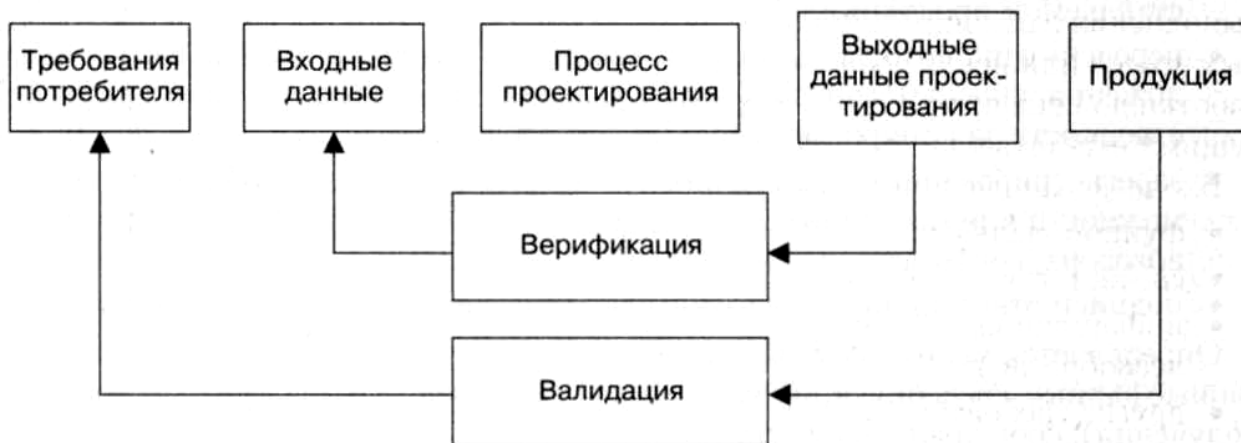 Требования
потребителя
Входные
данные
Процесс
проектирования
Выходные
данные проек-
тирования
Продукция
Верификация
Валидация